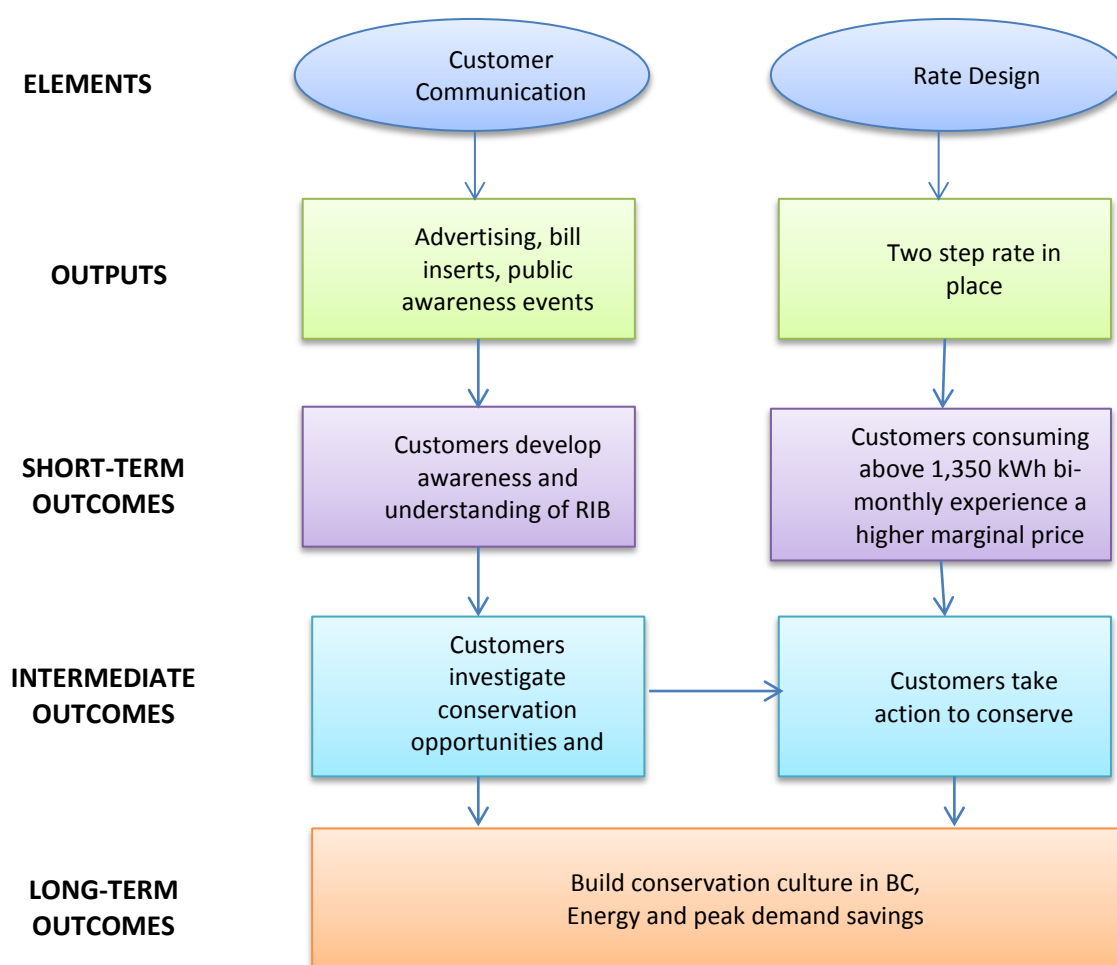 ELEMENTS
Customer
Communication
Rate Design
OUTPUTS
Advertising, bill
inserts, public
awareness events
Two step rate in
place
SHORT-TERM
OUTCOMES
Customers develop
awareness and
understanding of RIB
Customers consuming
above 1,350 kWh bi-
monthly experience a
higher marginal price
INTERMEDIATE
OUTCOMES
Customers
investigate
conservation
opportunities and
Customers take
action to conserve
LONG-TERM
OUTCOMES
Build conservation culture in BC,
Energy and peak demand savings